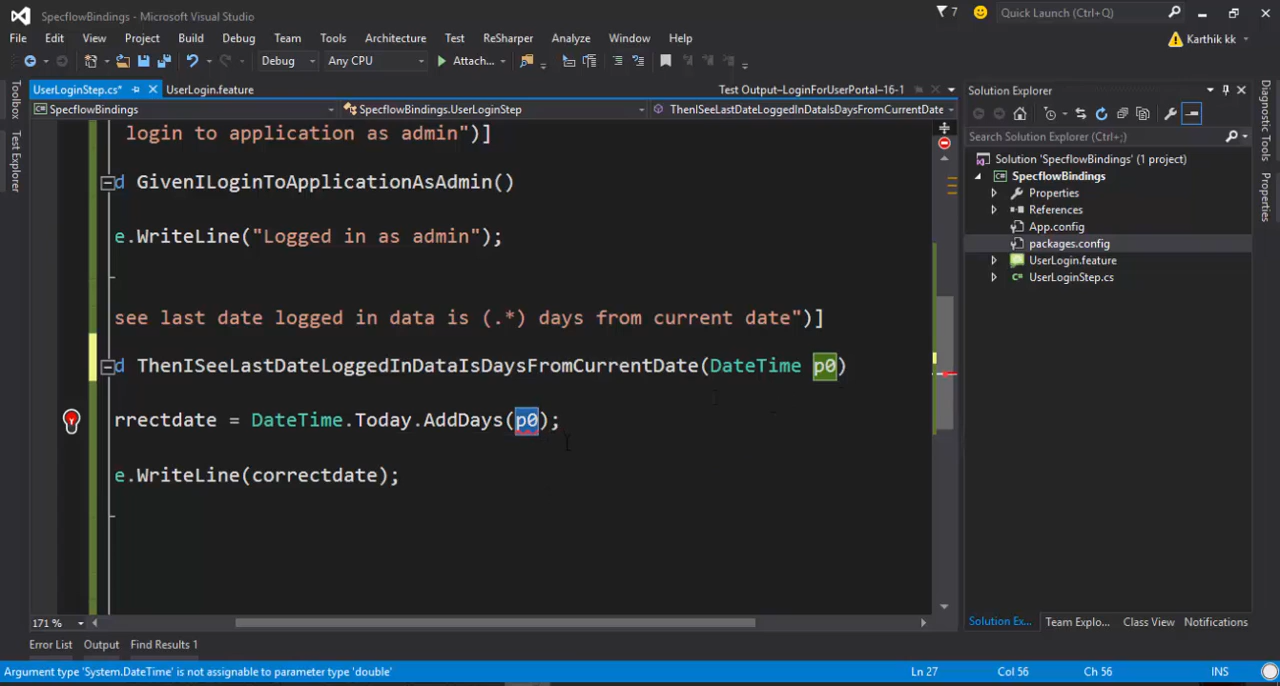 SpecflowBindings - Microsoft Visual Studio
7
Quick Launch (Ctrl+Q)
File Edit View Project Build Debug Team Tools Architecture Test ReSharper Analyze Window Help
Karthik kk
Debug Any CPU Attach...
UserLoginStep.cs* UserLogin.feature Test Output–LoginForUserPortal–16-1
SpecflowBindings SpecflowBindings.UserLoginStep ThenISeeLastDateLoggedInDataIsDaysFromCurrentDate
Toolbox
Test Explorer
login to application as admin")]
d GivenILoginToApplicationAsAdmin()
e.WriteLine("Logged in as admin");
see last date logged in data is (.*) days from current date")]
d ThenISeeLastDateLoggedInDataIsDaysFromCurrentDate(DateTime p0)
rrectdate = DateTime.Today.AddDays(p0);
e.WriteLine(correctdate);
171 %
Solution Explorer
Search Solution Explorer (Ctrl+;)
Solution 'SpecflowBindings' (1 project)
SpecflowBindings
Properties
References
App.config
packages.config
UserLogin.feature
UserLoginStep.cs
Solution Ex... Team Explo... Class View Notifications
Diagnostic Tools
Properties
Error List Output Find Results 1
Argument type 'System.DateTime' is not assignable to parameter type 'double' Ln 27 Col 56 Ch 56 INS